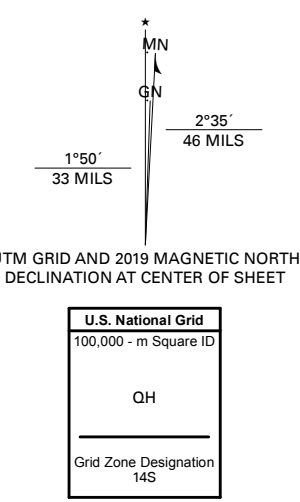 ★
MN
GN
2°35´
46 MILS
1°50´
33 MILS
UTM GRID AND 2019 MAGNETIC NORTH
DECLINATION AT CENTER OF SHEET
U.S. National Grid
100,000 - m Square ID
QH
Grid Zone Designation
14S